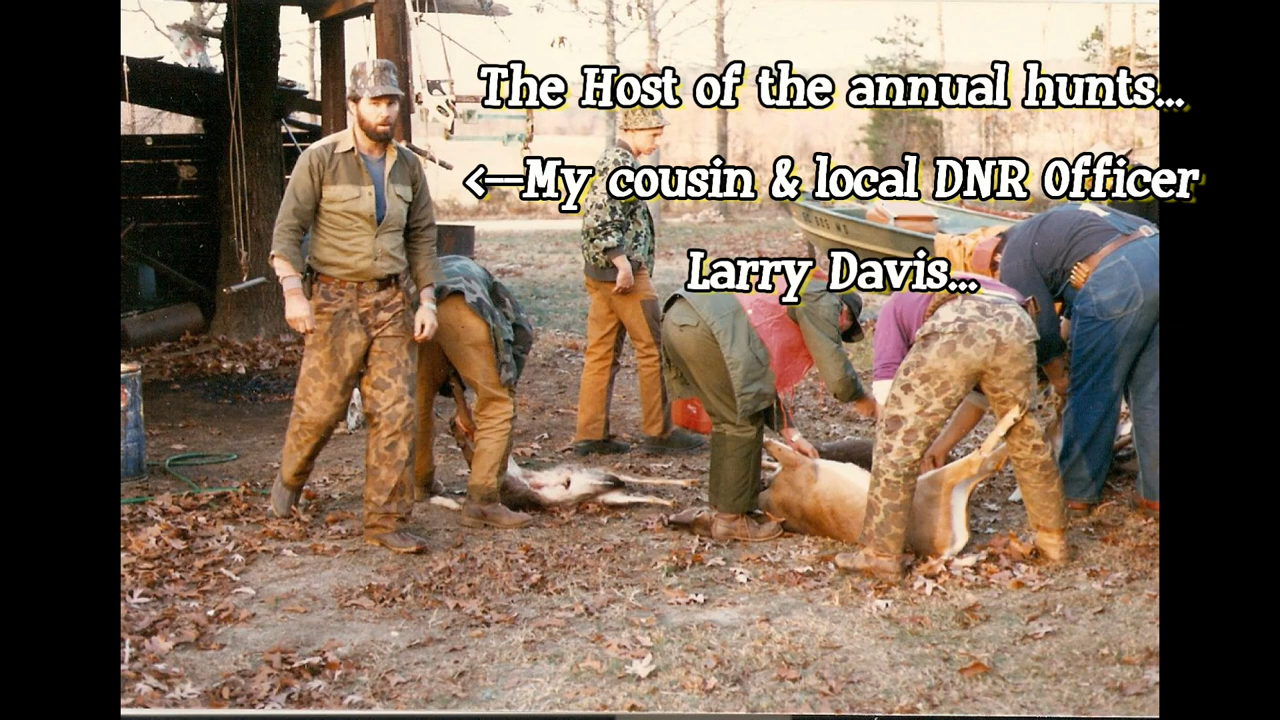 The Host of the annual hunts...
<--My cousin & local DNR Officer
Larry Davis...